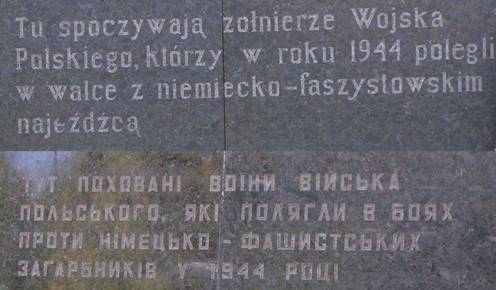 Tu spoczywają żołnierze Wojska
Polskiego, którzy w roku 1944 polegli
w walce z niemiecko-faszystowskim
najeźdźcą
ТУТ ПОХОВАНІ ВОІНИ ВІЙСЬКА
ПОЛЬСЬКОГО, ЯКІ ПОЛЯГЛИ В БОЯХ
ПРОТИ НІМЕЦЬКО-ФАШИСТСЬКИХ
ЗАГАРБНИКІВ У 1944 РОЦІ